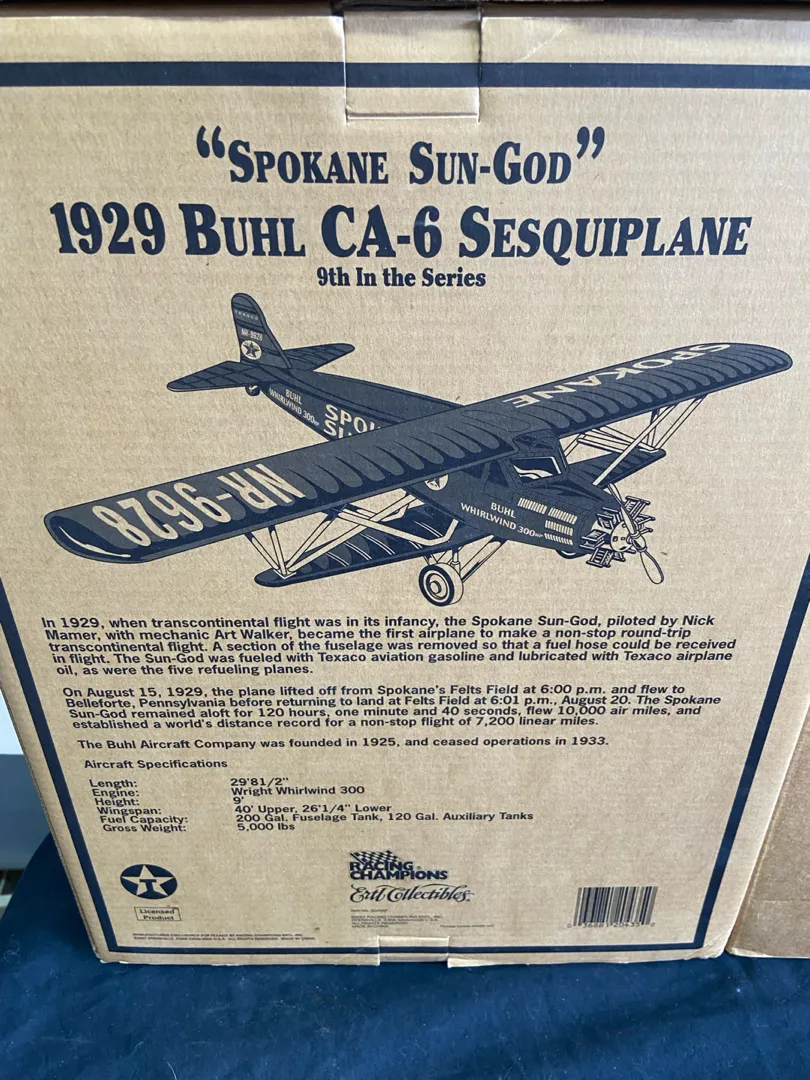 “SPOKANE SUN-GOD”
1929 BUHL CA-6 SESQUIPLANE
9th In the Series
TEXACO
NR-9628
BUHL
WHIRLWIND 300HP
SPOK
SU
SPOKANE
NR-9628
BUHL
WHIRLWIND 300HP
In 1929, when transcontinental flight was in its infancy, the Spokane Sun-God, piloted by Nick
Mamer, with mechanic Art Walker, became the first airplane to make a non-stop round-trip
transcontinental flight. A section of the fuselage was removed so that a fuel hose could be received
in flight. The Sun-God was fueled with Texaco aviation gasoline and lubricated with Texaco airplane
oil, as were the five refueling planes.
On August 15, 1929, the plane lifted off from Spokane's Felts Field at 6:00 p.m. and flew to
Belleforte, Pennsylvania before returning to land at Felts Field at 6:01 p.m., August 20. The Spokane
Sun-God remained aloft for 120 hours, one minute and 40 seconds, flew 10,000 air miles, and
established a world's distance record for a non-stop flight of 7,200 linear miles.
The Buhl Aircraft Company was founded in 1925, and ceased operations in 1933.
Aircraft Specifications
Length: 29'81/2"
Engine: Wright Whirlwind 300
Height: 9'
Wingspan: 40' Upper, 26'1/4" Lower
Fuel Capacity: 200 Gal. Fuselage Tank, 120 Gal. Auxiliary Tanks
Gross Weight: 5,000 lbs
T
Licensed
Product
RACING
CHAMPIONS
Ertl Collectibles
MADE IN CHINA